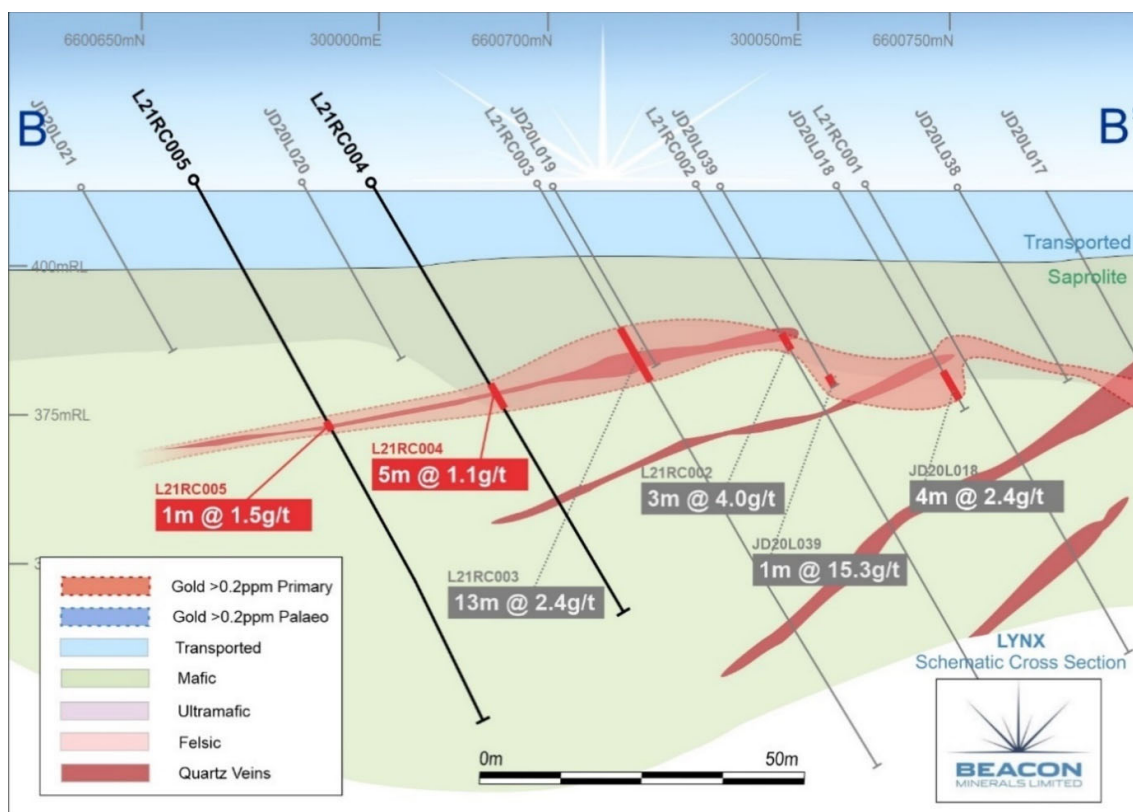 6600650mN
300000mE
6600700mN
300050mE
6600750mN
B
JD20L021
L21RC005
JD20L020
L21RC004
L21RC003
JD20L019
L21RC002
JD20L039
JD20L018
L21RC001
JD20L038
JD20L017
B
Transported
400mRL
Saprolite
375mRL
L21RC004
5m @ 1.1g/t
L21RC005
1m @ 1.5g/t
L21RC002
3m @ 4.0g/t
JD20L018
4m @ 2.4g/t
JD20L039
1m @ 15.3g/t
L21RC003
13m @ 2.4g/t
Gold >0.2ppm Primary
Gold >0.2ppm Palaeo
Transported
Mafic
Ultramafic
Felsic
Quartz Veins
LYNX
Schematic Cross Section
0m
50m
BEACON
MINERALS LIMITED